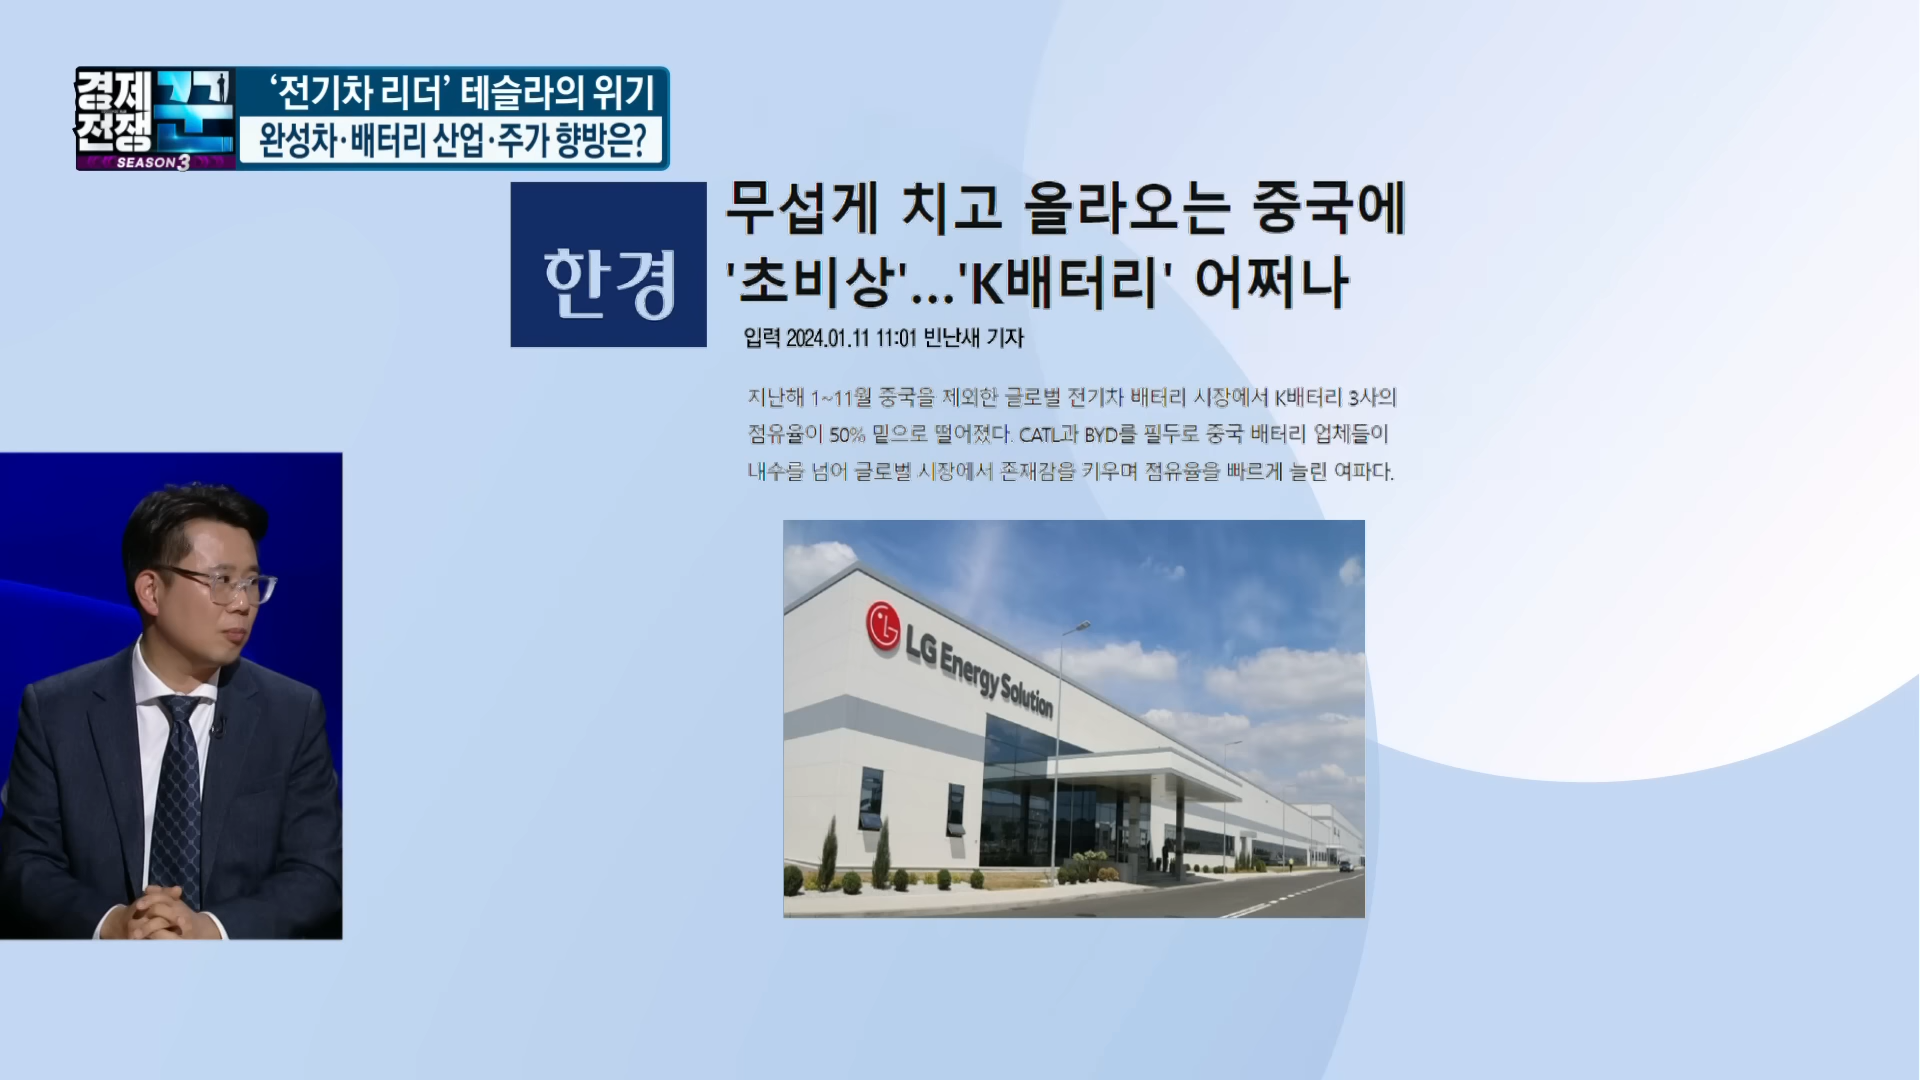 경제
전쟁
꾼
SEASON3
‘전기차 리더’ 테슬라의 위기
완성차·배터리 산업·주가 향방은?
한경
무섭게 치고 올라오는 중국에
'초비상'...'K배터리' 어쩌나
입력 2024.01.11 11:01 빈난새 기자
지난해 1~11월 중국을 제외한 글로벌 전기차 배터리 시장에서 K배터리 3사의
점유율이 50% 밑으로 떨어졌다. CATL과 BYD를 필두로 중국 배터리 업체들이
내수를 넘어 글로벌 시장에서 존재감을 키우며 점유율을 빠르게 늘린 여파다.
LG Energy Solution